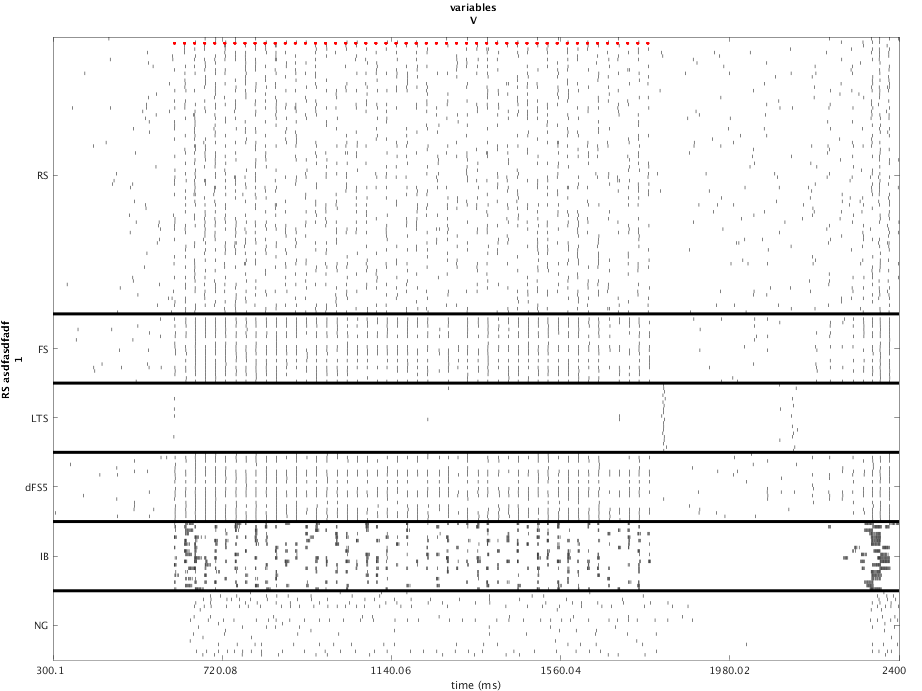 variables
V
RS
FS
LTS
dFS5
IB
NG
RS asdfasdfadf
1
300.1
720.08
1140.06
1560.04
1980.02
2400
time (ms)